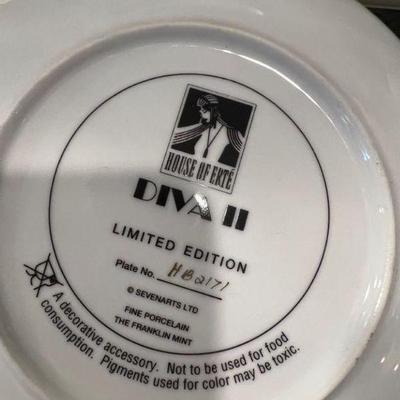 HOUSE OF ERTÉ
DIVA II
LIMITED EDITION
Plate No. HB2171
© SEVENARTS LTD
FINE PORCELAIN
THE FRANKLIN MINT
A decorative accessory. Not to be used for food
consumption. Pigments used for color may be toxic.